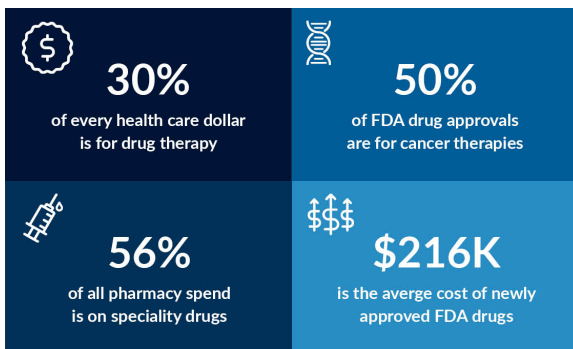 30%
of every health care dollar
is for drug therapy
50%
of FDA drug approvals
are for cancer therapies
56%
of all pharmacy spend
is on speciality drugs
$216K
is the averge cost of newly
approved FDA drugs